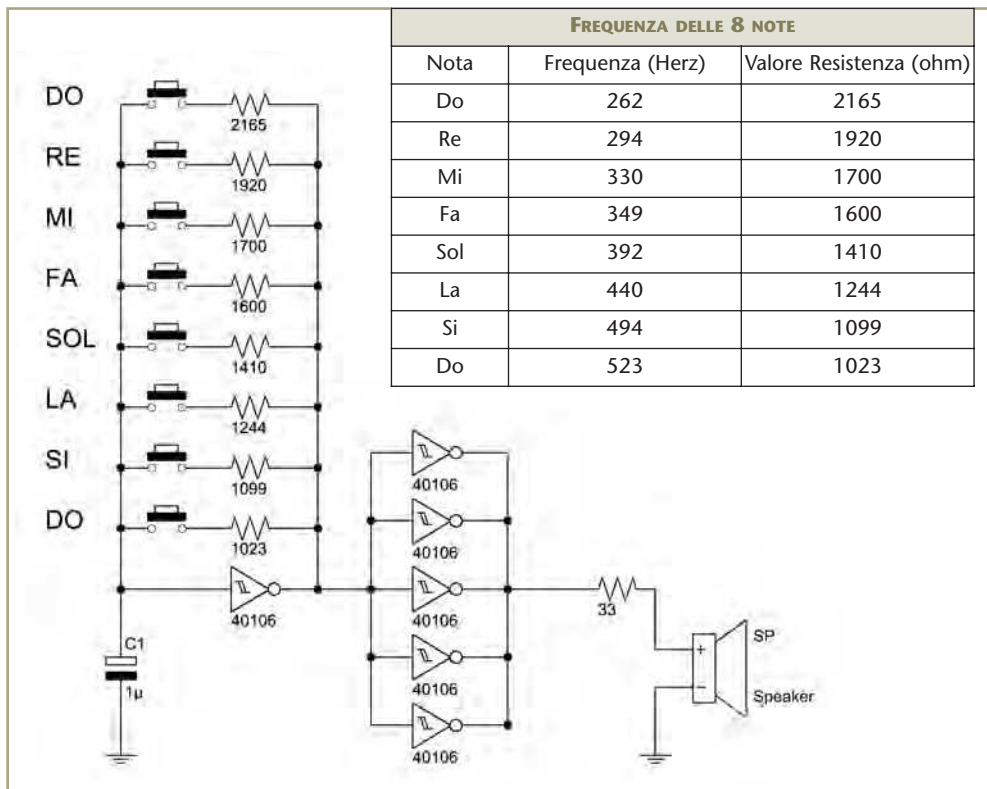 FREQUENZA DELLE 8 NOTE
Nota Frequenza (Herz) Valore Resistenza (ohm)
Do 262 2165
Re 294 1920
Mi 330 1700
Fa 349 1600
Sol 392 1410
La 440 1244
Si 494 1099
Do 523 1023
DO
2165
RE
1920
MI
1700
FA
1600
SOL
1410
LA
1244
SI
1099
DO
1023
40106
C1
1µ
40106
40106
40106
40106
40106
33
SP
+
-
Speaker